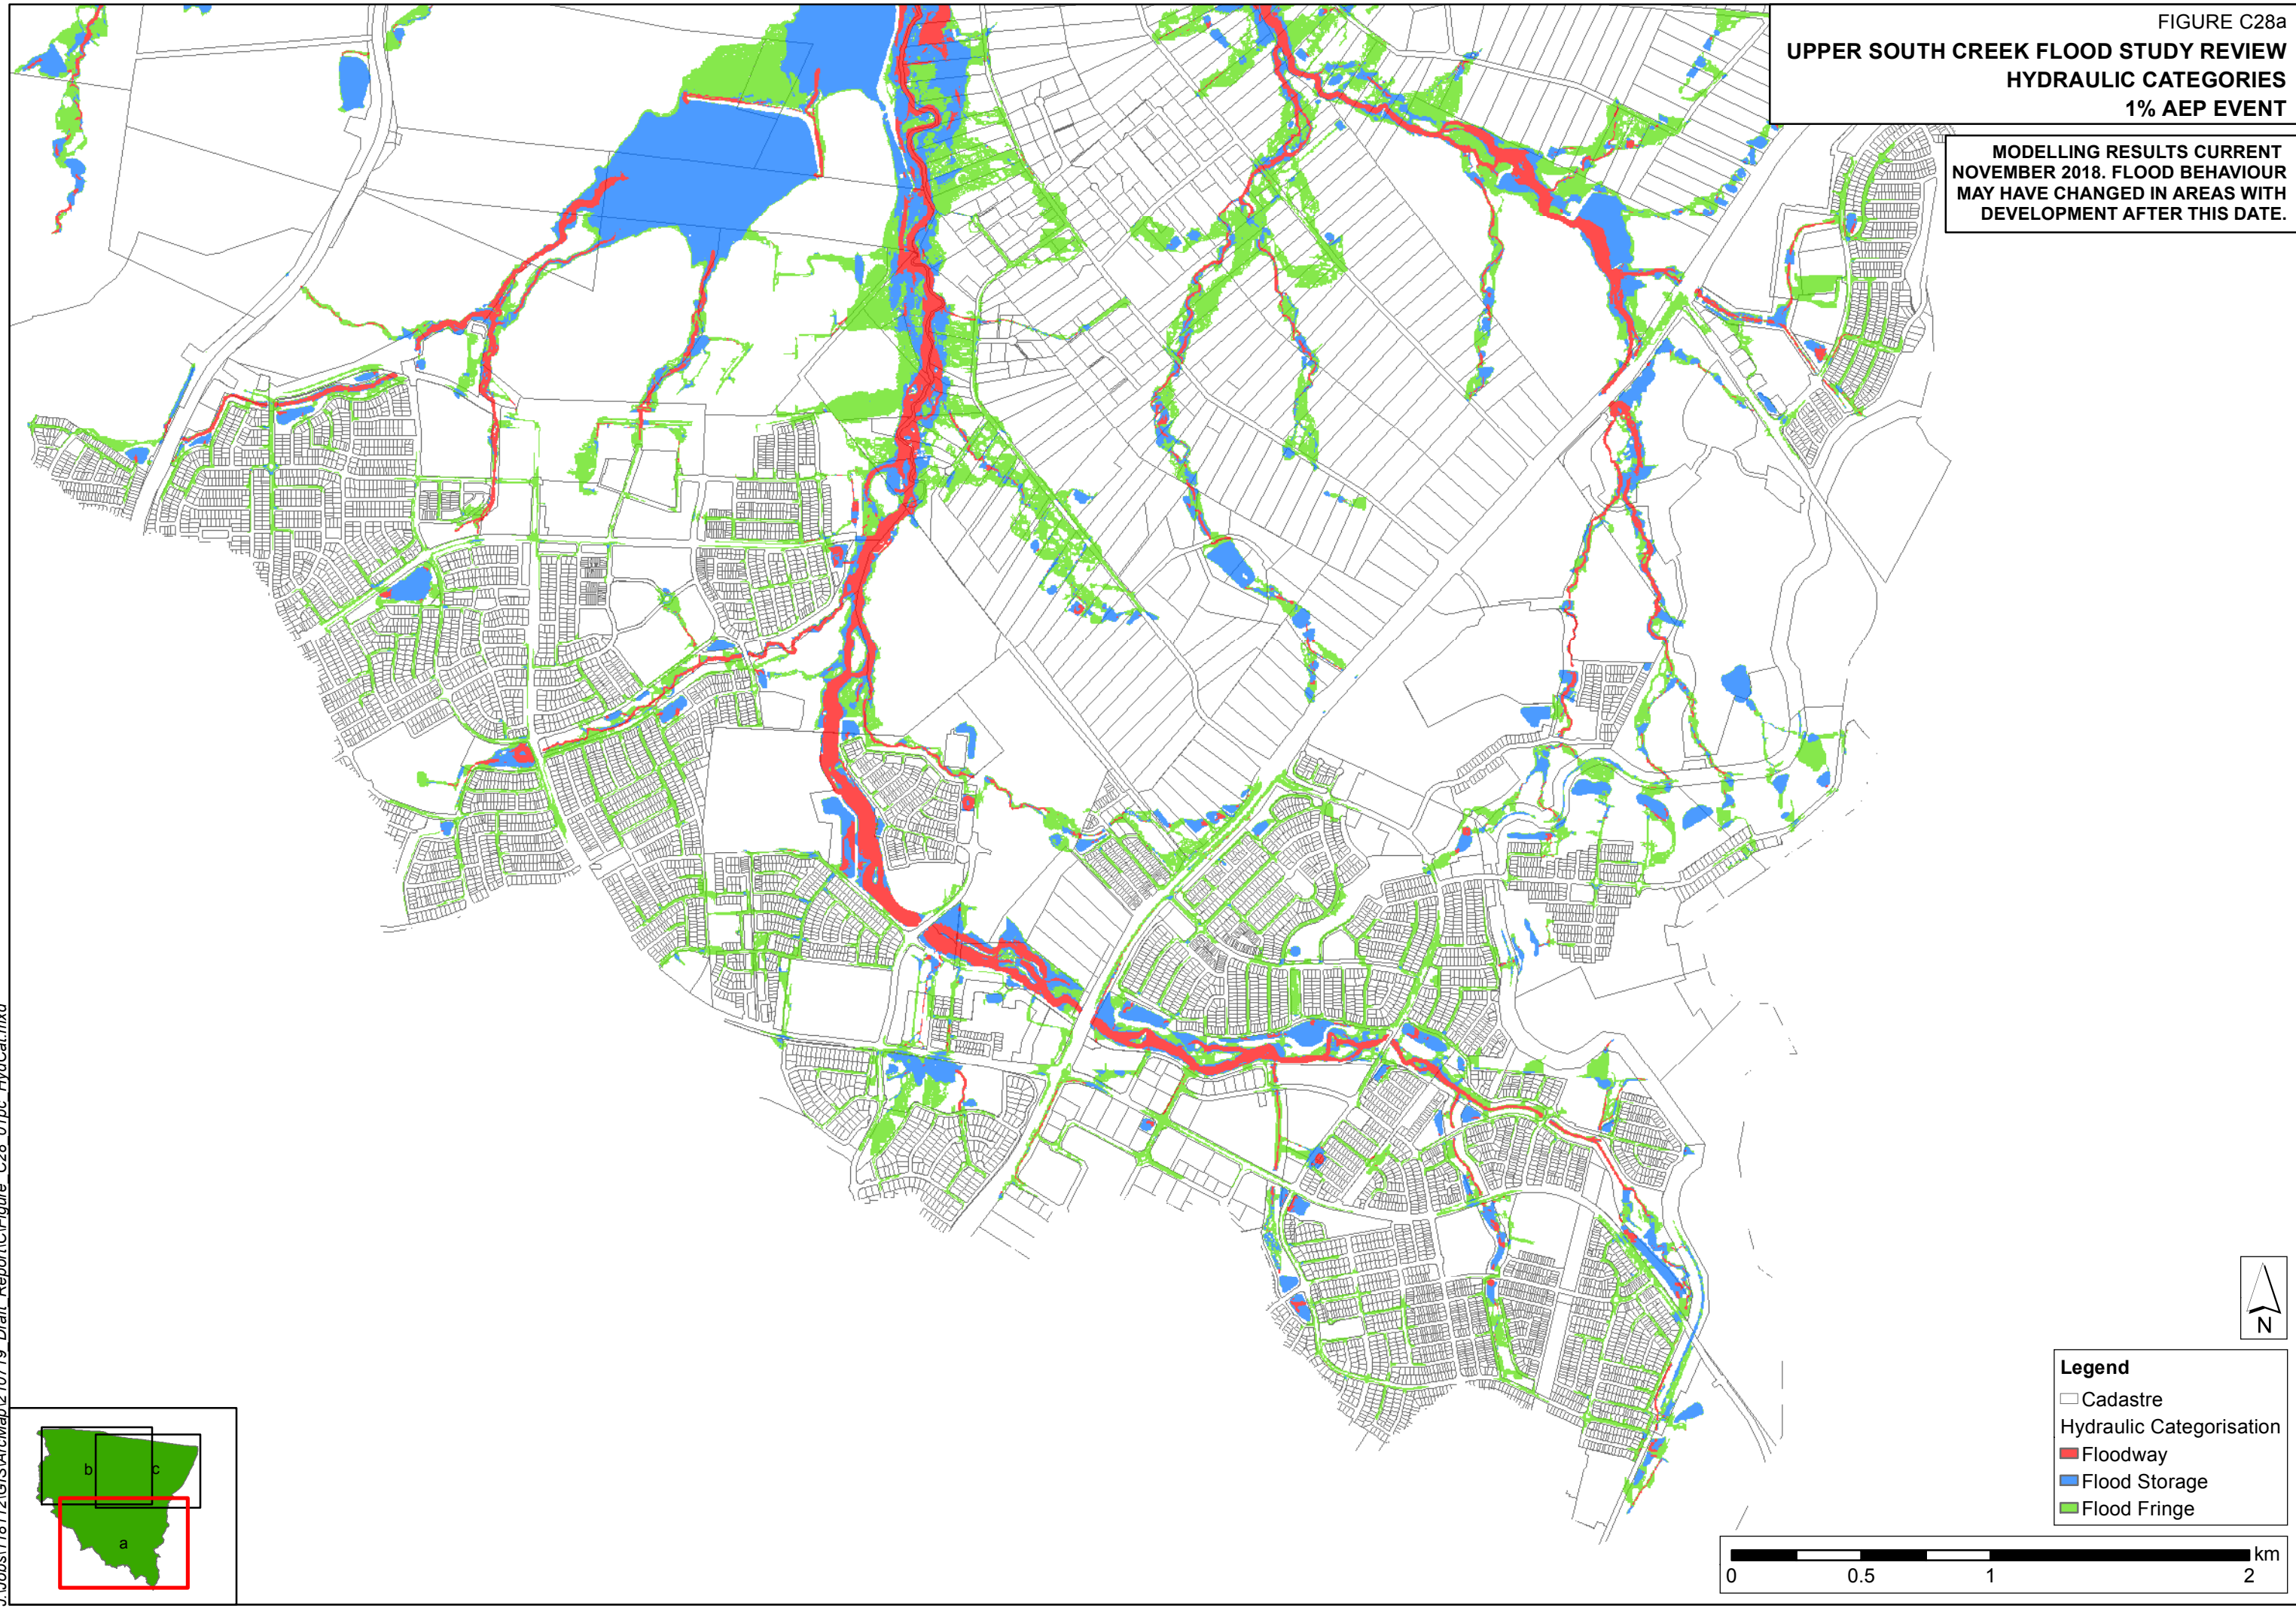 FIGURE C28a
UPPER SOUTH CREEK FLOOD STUDY REVIEW
HYDRAULIC CATEGORIES
1% AEP EVENT
MODELLING RESULTS CURRENT
NOVEMBER 2018. FLOOD BEHAVIOUR
MAY HAVE CHANGED IN AREAS WITH
DEVELOPMENT AFTER THIS DATE.
N
Legend
Cadastre
Hydraulic Categorisation
Floodway
Flood Storage
Flood Fringe
km
0 0.5 1 2
b c
a